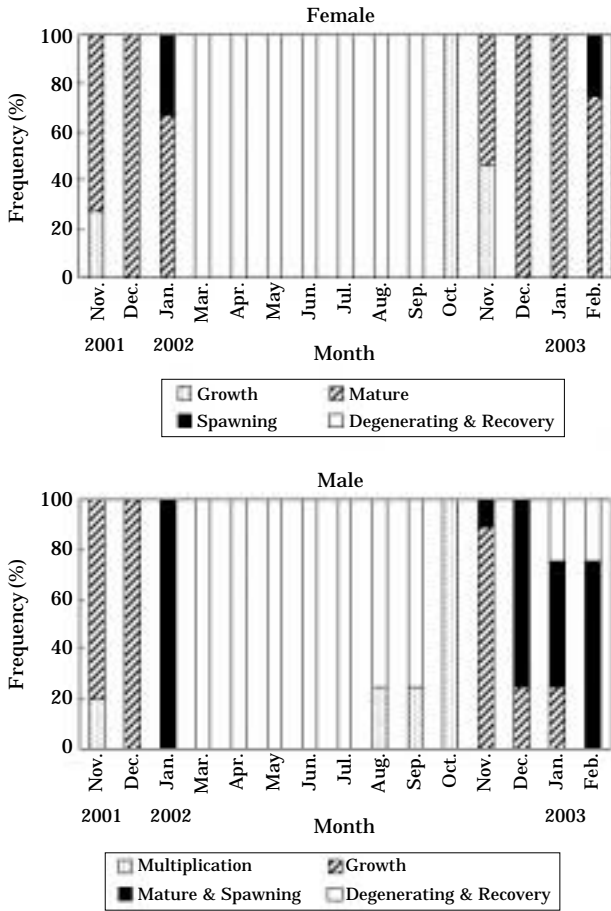 Female
Frequency (%)
100
80
60
40
20
0
Nov. Dec. Jan. Mar. Apr. May Jun. Jul. Aug. Sep. Oct. Nov. Dec. Jan. Feb.
2001 2002 2003
Month
Growth Mature
Spawning Degenerating & Recovery
Male
Frequency (%)
100
80
60
40
20
0
Nov. Dec. Jan. Mar. Apr. May Jun. Jul. Aug. Sep. Oct. Nov. Dec. Jan. Feb.
2001 2002 2003
Month
Multiplication Growth
Mature & Spawning Degenerating & Recovery